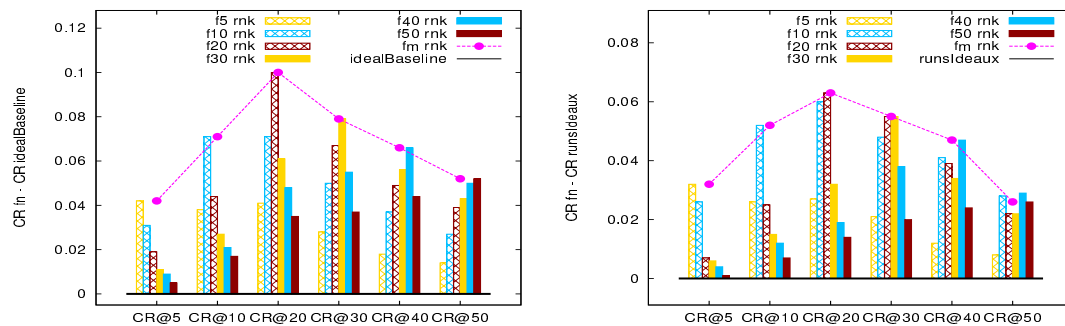 0.12
0.1
0.08
0.06
0.04
0.02
0
CR fn - CR idealBaseline
f5 rnk
f10 rnk
f20 rnk
f30 rnk
f40 rnk
f50 rnk
fm rnk
idealBaseline
CR@5 CR@10 CR@20 CR@30 CR@40 CR@50
0.08
0.06
0.04
0.02
0
CR fn - CR runsIdeaux
f5 rnk
f10 rnk
f20 rnk
f30 rnk
f40 rnk
f50 rnk
fm rnk
runsIdeaux
CR@5 CR@10 CR@20 CR@30 CR@40 CR@50